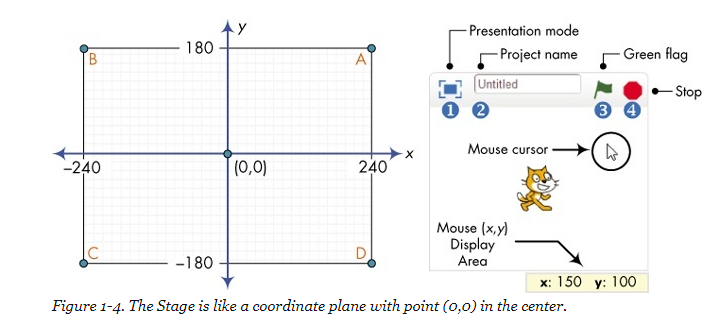 y
180
B
A
x
-240
(0,0)
240
C
D
-180
Presentation mode
Project name
Green flag
Untitled
Stop
1 2 3 4
Mouse cursor
Mouse (x,y)
Display
Area
x: 150 y: 100
Figure 1-4. The Stage is like a coordinate plane with point (0,0) in the center.